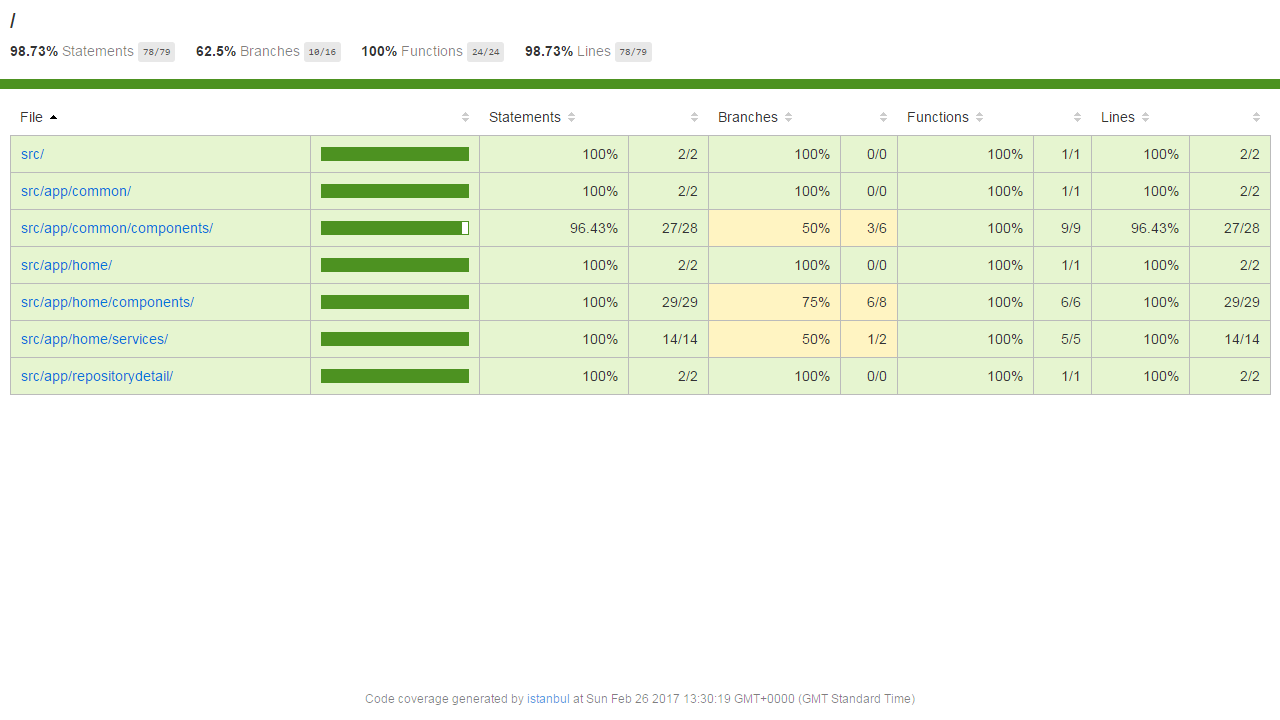 /
98.73% Statements 78/79 62.5% Branches 10/16 100% Functions 24/24 98.73% Lines 78/79
File Statements Branches Functions Lines
src/ 100% 2/2 100% 0/0 100% 1/1 100% 2/2
src/app/common/ 100% 2/2 100% 0/0 100% 1/1 100% 2/2
src/app/common/components/ 96.43% 27/28 50% 3/6 100% 9/9 96.43% 27/28
src/app/home/ 100% 2/2 100% 0/0 100% 1/1 100% 2/2
src/app/home/components/ 100% 29/29 75% 6/8 100% 6/6 100% 29/29
src/app/home/services/ 100% 14/14 50% 1/2 100% 5/5 100% 14/14
src/app/repositorydetail/ 100% 2/2 100% 0/0 100% 1/1 100% 2/2
Code coverage generated by istanbul at Sun Feb 26 2017 13:30:19 GMT+0000 (GMT Standard Time)